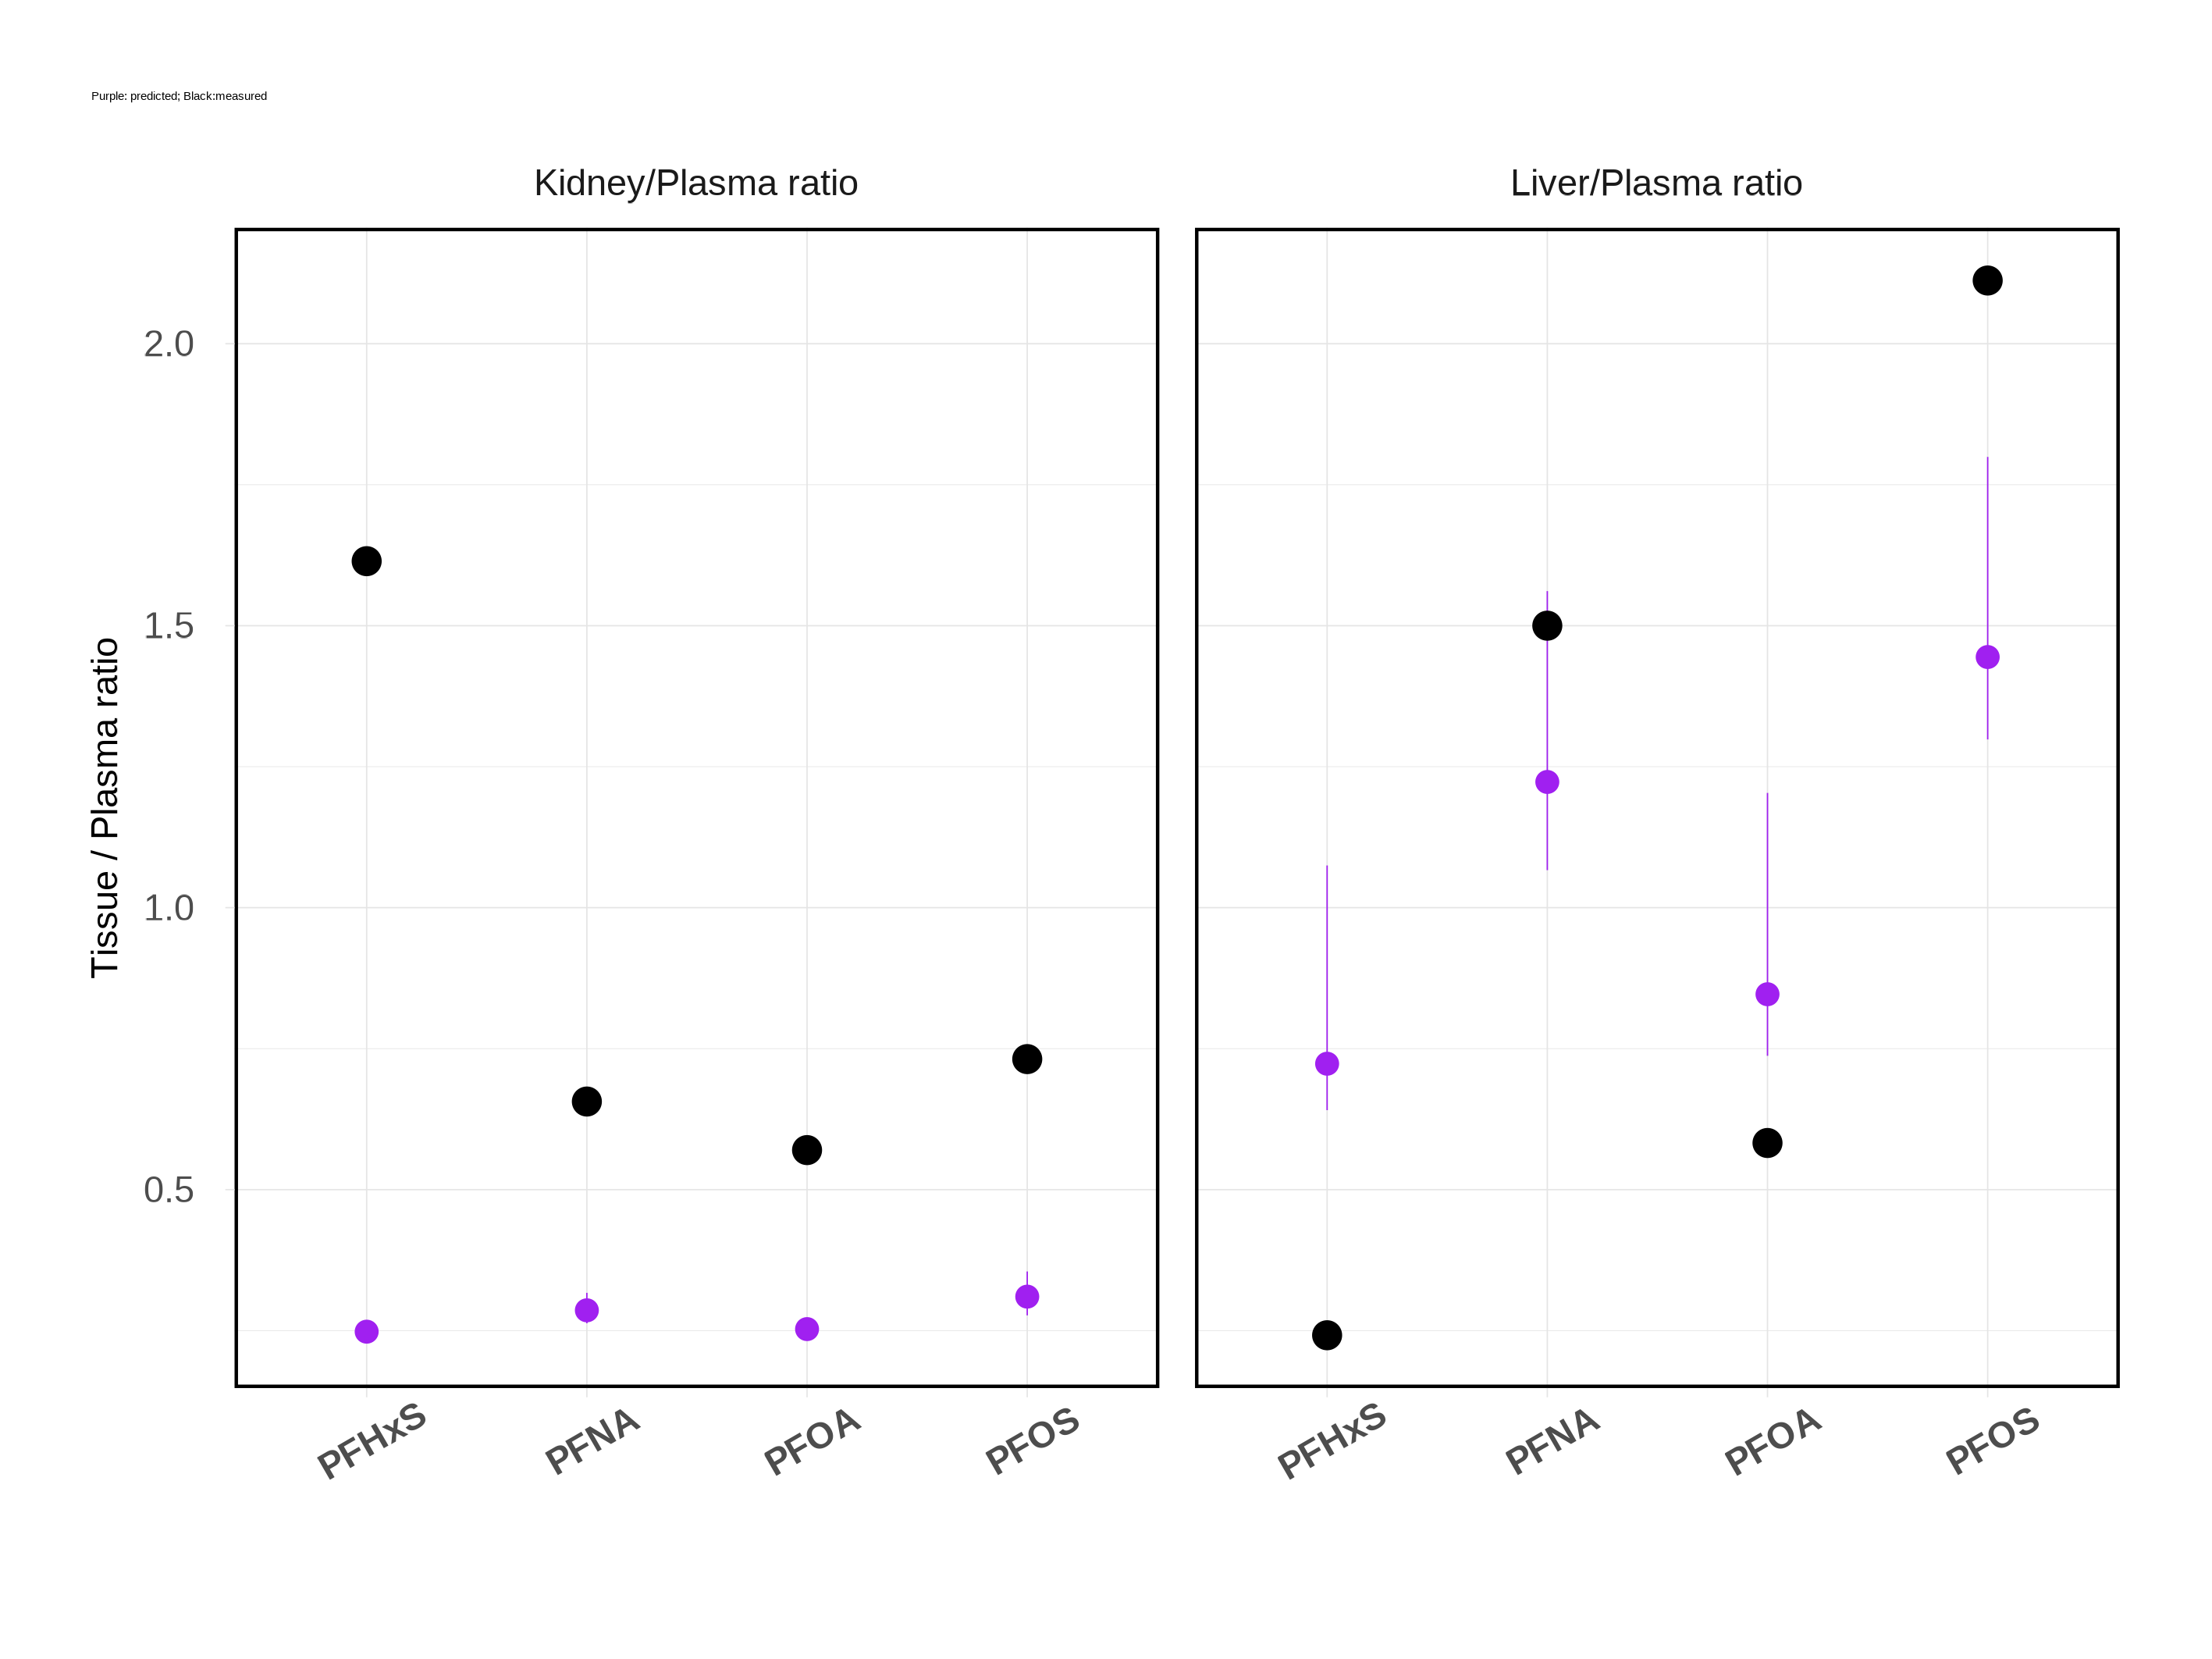 Purple: predicted; Black:measured
Kidney/Plasma ratio
Liver/Plasma ratio
Tissue / Plasma ratio
2.0
1.5
1.0
0.5
PFHxS
PFNA
PFOA
PFOS
PFHxS
PFNA
PFOA
PFOS